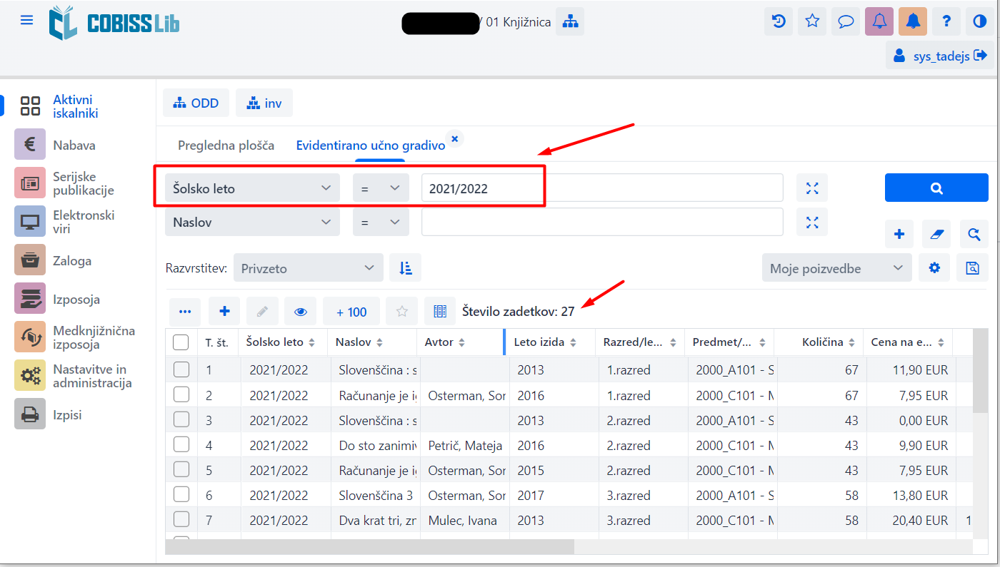 COBISS Lib
/ 01 Knjižnica
?
sys_tadejs
Aktivni
iskalniki
Nabava
Serijske
publikacije
Elektronski
viri
Zaloga
Izposoja
Medknjižnična
izposoja
Nastavitve in
administracija
Izpisi
ODD
inv
Pregledna plošča
Evidentirano učno gradivo
Šolsko leto = 2021/2022
Naslov =
Razvrstitev: Privzeto
Moje poizvedbe
+ 100
Število zadetkov: 27
T. št. Šolsko leto Naslov Avtor Leto izida Razred/le... Predmet/... Količina Cena na e...
1 2021/2022 Slovenščina : s 2013 1.razred 2000_A101 - S 67 11,90 EUR
2 2021/2022 Računanje je ig Osterman, Sor 2016 1.razred 2000_C101 - M 67 7,95 EUR
3 2021/2022 Slovenščina : s 2013 2.razred 2000_A101 - S 43 0,00 EUR
4 2021/2022 Do sto zanimiv Petrič, Mateja 2016 2.razred 2000_C101 - M 43 9,90 EUR
5 2021/2022 Računanje je ig Osterman, Sor 2015 2.razred 2000_C101 - M 43 7,95 EUR
6 2021/2022 Slovenščina 3 Osterman, Sor 2017 3.razred 2000_A101 - S 58 13,80 EUR
7 2021/2022 Dva krat tri, zr Mulec, Ivana 2013 3.razred 2000_C101 - M 58 20,40 EUR 1